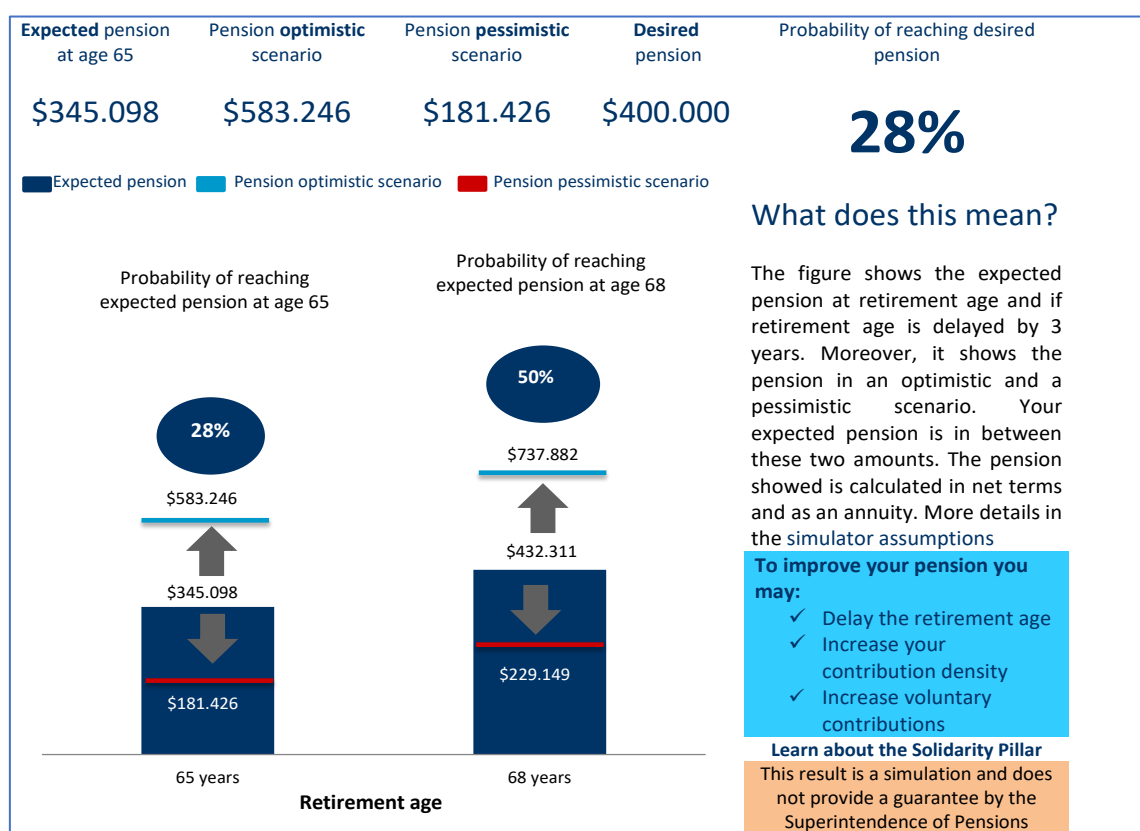 Expected pension
at age 65
Pension optimistic
scenario
Pension pessimistic
scenario
Desired
pension
Probability of reaching desired
pension
$345.098
$583.246
$181.426
$400.000
28%
Expected pension
Pension optimistic scenario
Pension pessimistic scenario
Probability of reaching
expected pension at age 65
Probability of reaching
expected pension at age 68
28%
50%
$583.246
$737.882
$345.098
$432.311
$181.426
$229.149
65 years
68 years
Retirement age
What does this mean?
The figure shows the expected
pension at retirement age and if
retirement age is delayed by 3
years. Moreover, it shows the
pension in an optimistic and a
pessimistic scenario. Your
expected pension is in between
these two amounts. The pension
showed is calculated in net terms
and as an annuity. More details in
the simulator assumptions
To improve your pension you
may:
✓ Delay the retirement age
✓ Increase your
contribution density
✓ Increase voluntary
contributions
Learn about the Solidarity Pillar
This result is a simulation and does
not provide a guarantee by the
Superintendence of Pensions